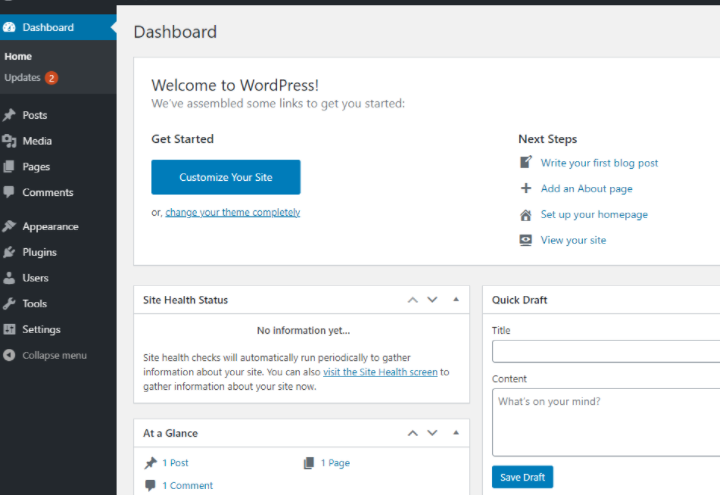 Dashboard
Home
Updates 2
Posts
Media
Pages
Comments
Appearance
Plugins
Users
Tools
Settings
Collapse menu
Dashboard
Welcome to WordPress!
We've assembled some links to get you started:
Get Started
Customize Your Site
or, change your theme completely
Next Steps
Write your first blog post
Add an About page
Set up your homepage
View your site
Site Health Status
No information yet...
Site health checks will automatically run periodically to gather
information about your site. You can also visit the Site Health screen to
gather information about your site now.
At a Glance
1 Post
1 Page
1 Comment
Quick Draft
Title
Content
What's on your mind?
Save Draft